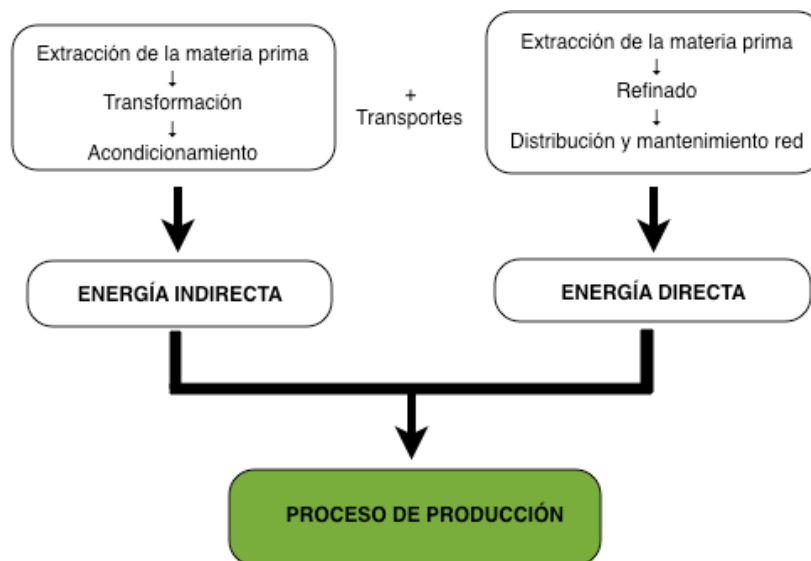 Extracción de la materia prima
↓
Transformación
↓
Acondicionamiento
+
Transportes
Extracción de la materia prima
↓
Refinado
↓
Distribución y mantenimiento red
ENERGÍA INDIRECTA
ENERGÍA DIRECTA
PROCESO DE PRODUCCIÓN